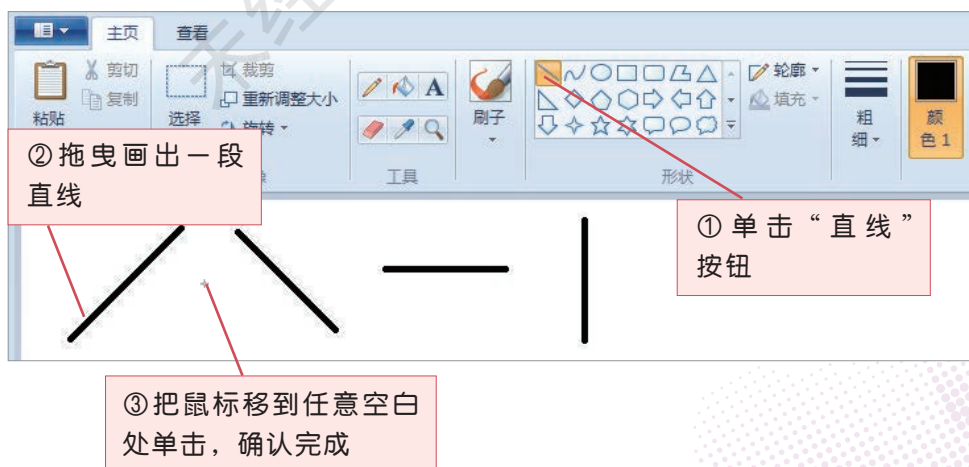 主页 查看
剪切
复制
粘贴
选择
裁剪
重新调整大小
旋转
A
工具
刷子
轮廓
填充
形状
粗
细
颜
色 1
②拖曳画出一段
直线
①单击“直线”
按钮
③把鼠标移到任意空白
处单击，确认完成